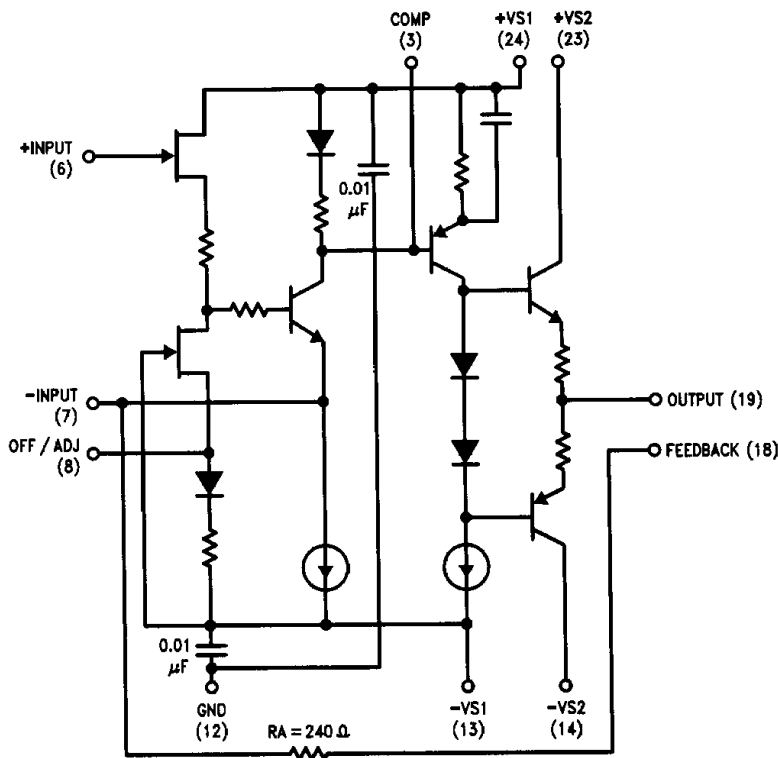 COMP
(3)
+VS1
(24)
+VS2
(23)
+INPUT
(6)
0.01
μF
-INPUT
(7)
OFF / ADJ
(8)
OUTPUT (19)
FEEDBACK (18)
0.01
μF
GND
(12)
RA = 240 Ω
-VS1
(13)
-VS2
(14)